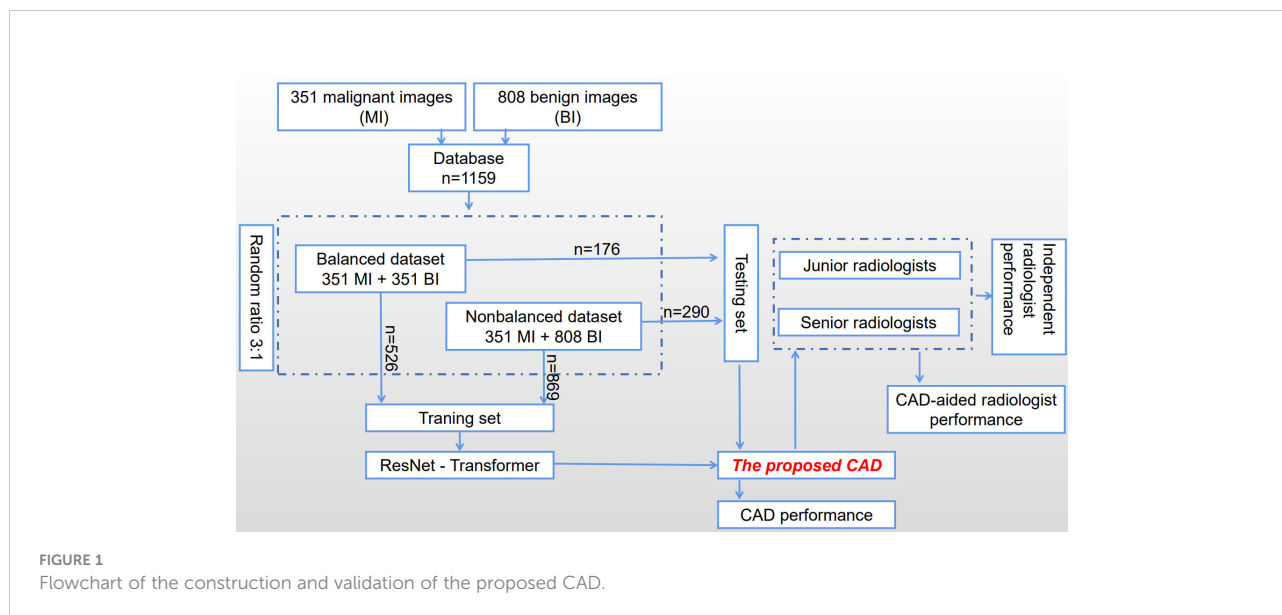 351 malignant images
(MI)
808 benign images
(BI)
Database
n=1159
Random ratio 3:1
Balanced dataset
351 MI + 351 BI
n=176
Nonbalanced dataset
351 MI + 808 BI
n=290
n=526
n=869
Testing set
Junior radiologists
Senior radiologists
Independent
radiologist
performance
CAD-aided radiologist
performance
Traning set
ResNet - Transformer
The proposed CAD
CAD performance
FIGURE 1
Flowchart of the construction and validation of the proposed CAD.